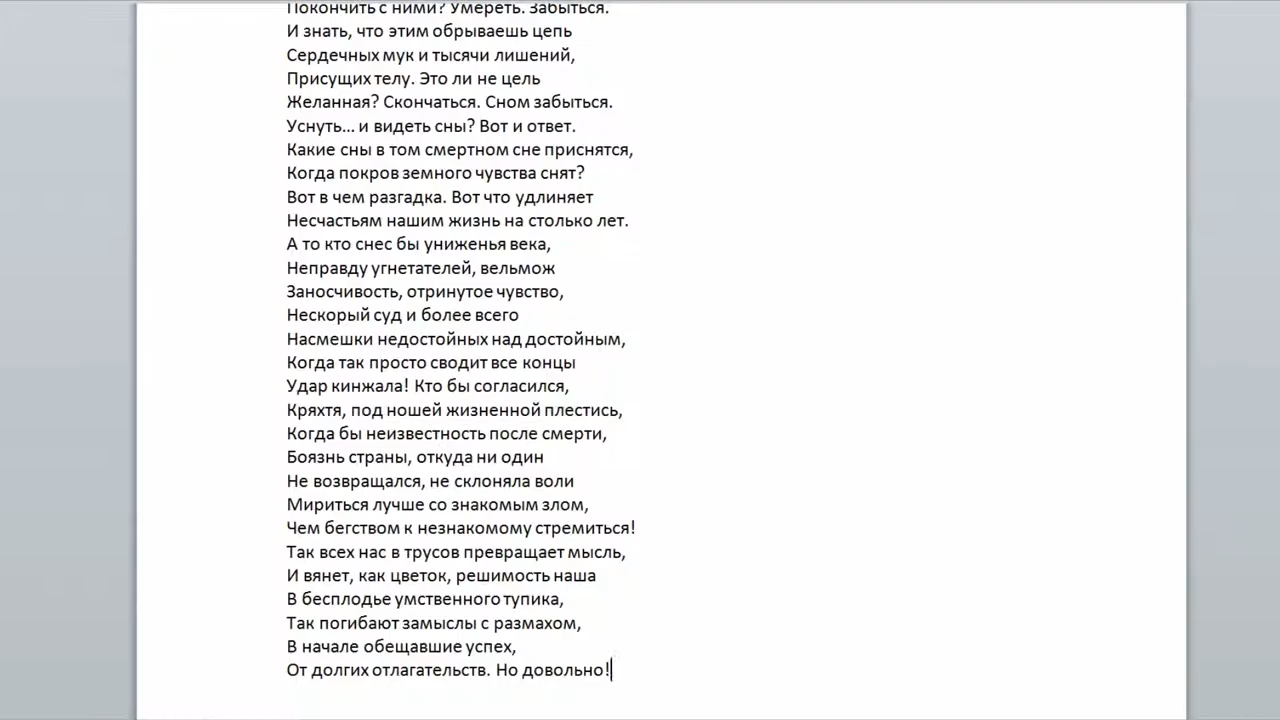 Покончить с ними? Умереть. Забыться.
И знать, что этим обрываешь цепь
Сердечных мук и тысячи лишений,
Присущих телу. Это ли не цель
Желанная? Скончаться. Сном забыться.
Уснуть... и видеть сны? Вот и ответ.
Какие сны в том смертном сне приснятся,
Когда покров земного чувства снят?
Вот в чем разгадка. Вот что удлиняет
Несчастьям нашим жизнь на столько лет.
А то кто снес бы униженья века,
Неправду угнетателей, вельмож
Заносчивость, отринутое чувство,
Нескорый суд и более всего
Насмешки недостойных над достойным,
Когда так просто сводит все концы
Удар кинжала! Кто бы согласился,
Кряхтя, под ношей жизненной плестись,
Когда бы неизвестность после смерти,
Боязнь страны, откуда ни один
Не возвращался, не склоняла воли
Мириться лучше со знакомым злом,
Чем бегством к незнакомому стремиться!
Так всех нас в трусов превращает мысль,
И вянет, как цветок, решимость наша
В бесплодье умственного тупика,
Так погибают замыслы с размахом,
В начале обещавшие успех,
От долгих отлагательств. Но довольно!